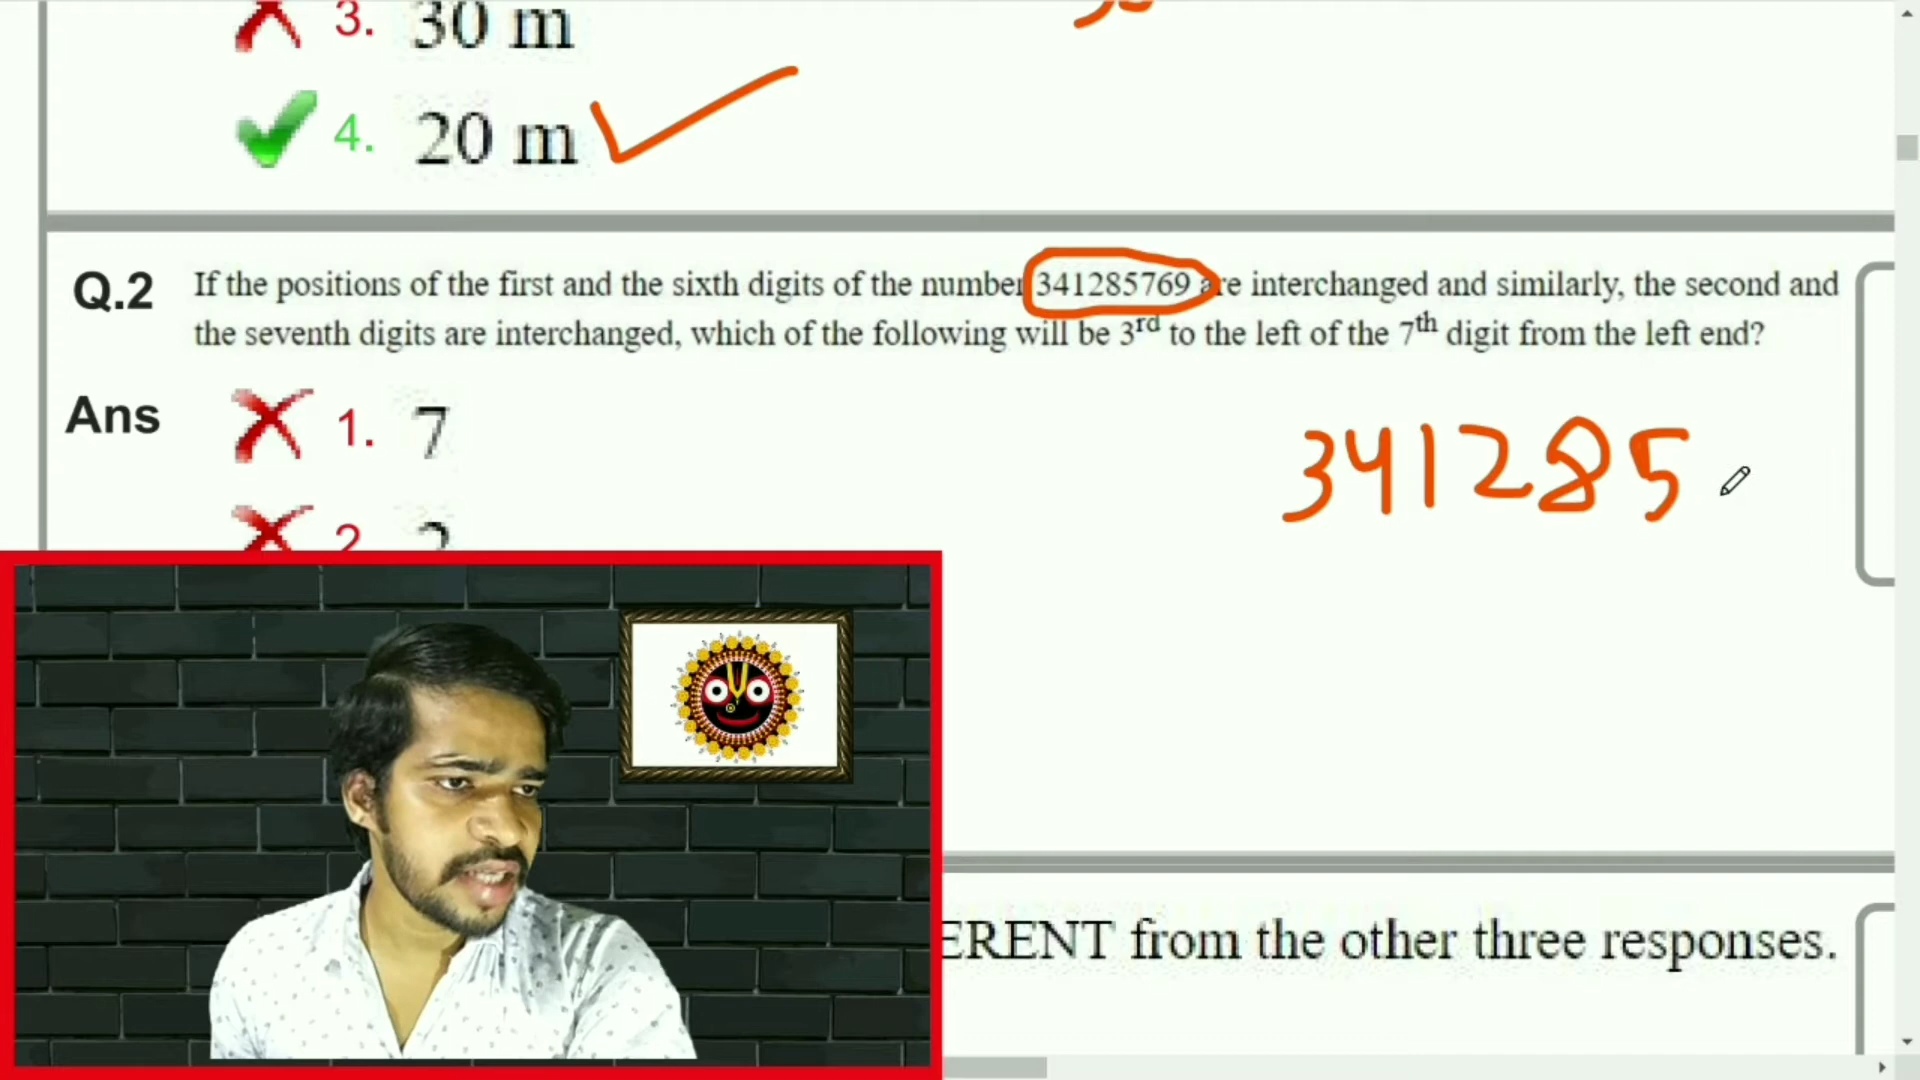 3. 30 m
4. 20 m
Q.2 If the positions of the first and the sixth digits of the number 341285769 are interchanged and similarly, the second and
the seventh digits are interchanged, which of the following will be 3rd to the left of the 7th digit from the left end?
Ans 1. 7
341285
2
ERENT from the other three responses.